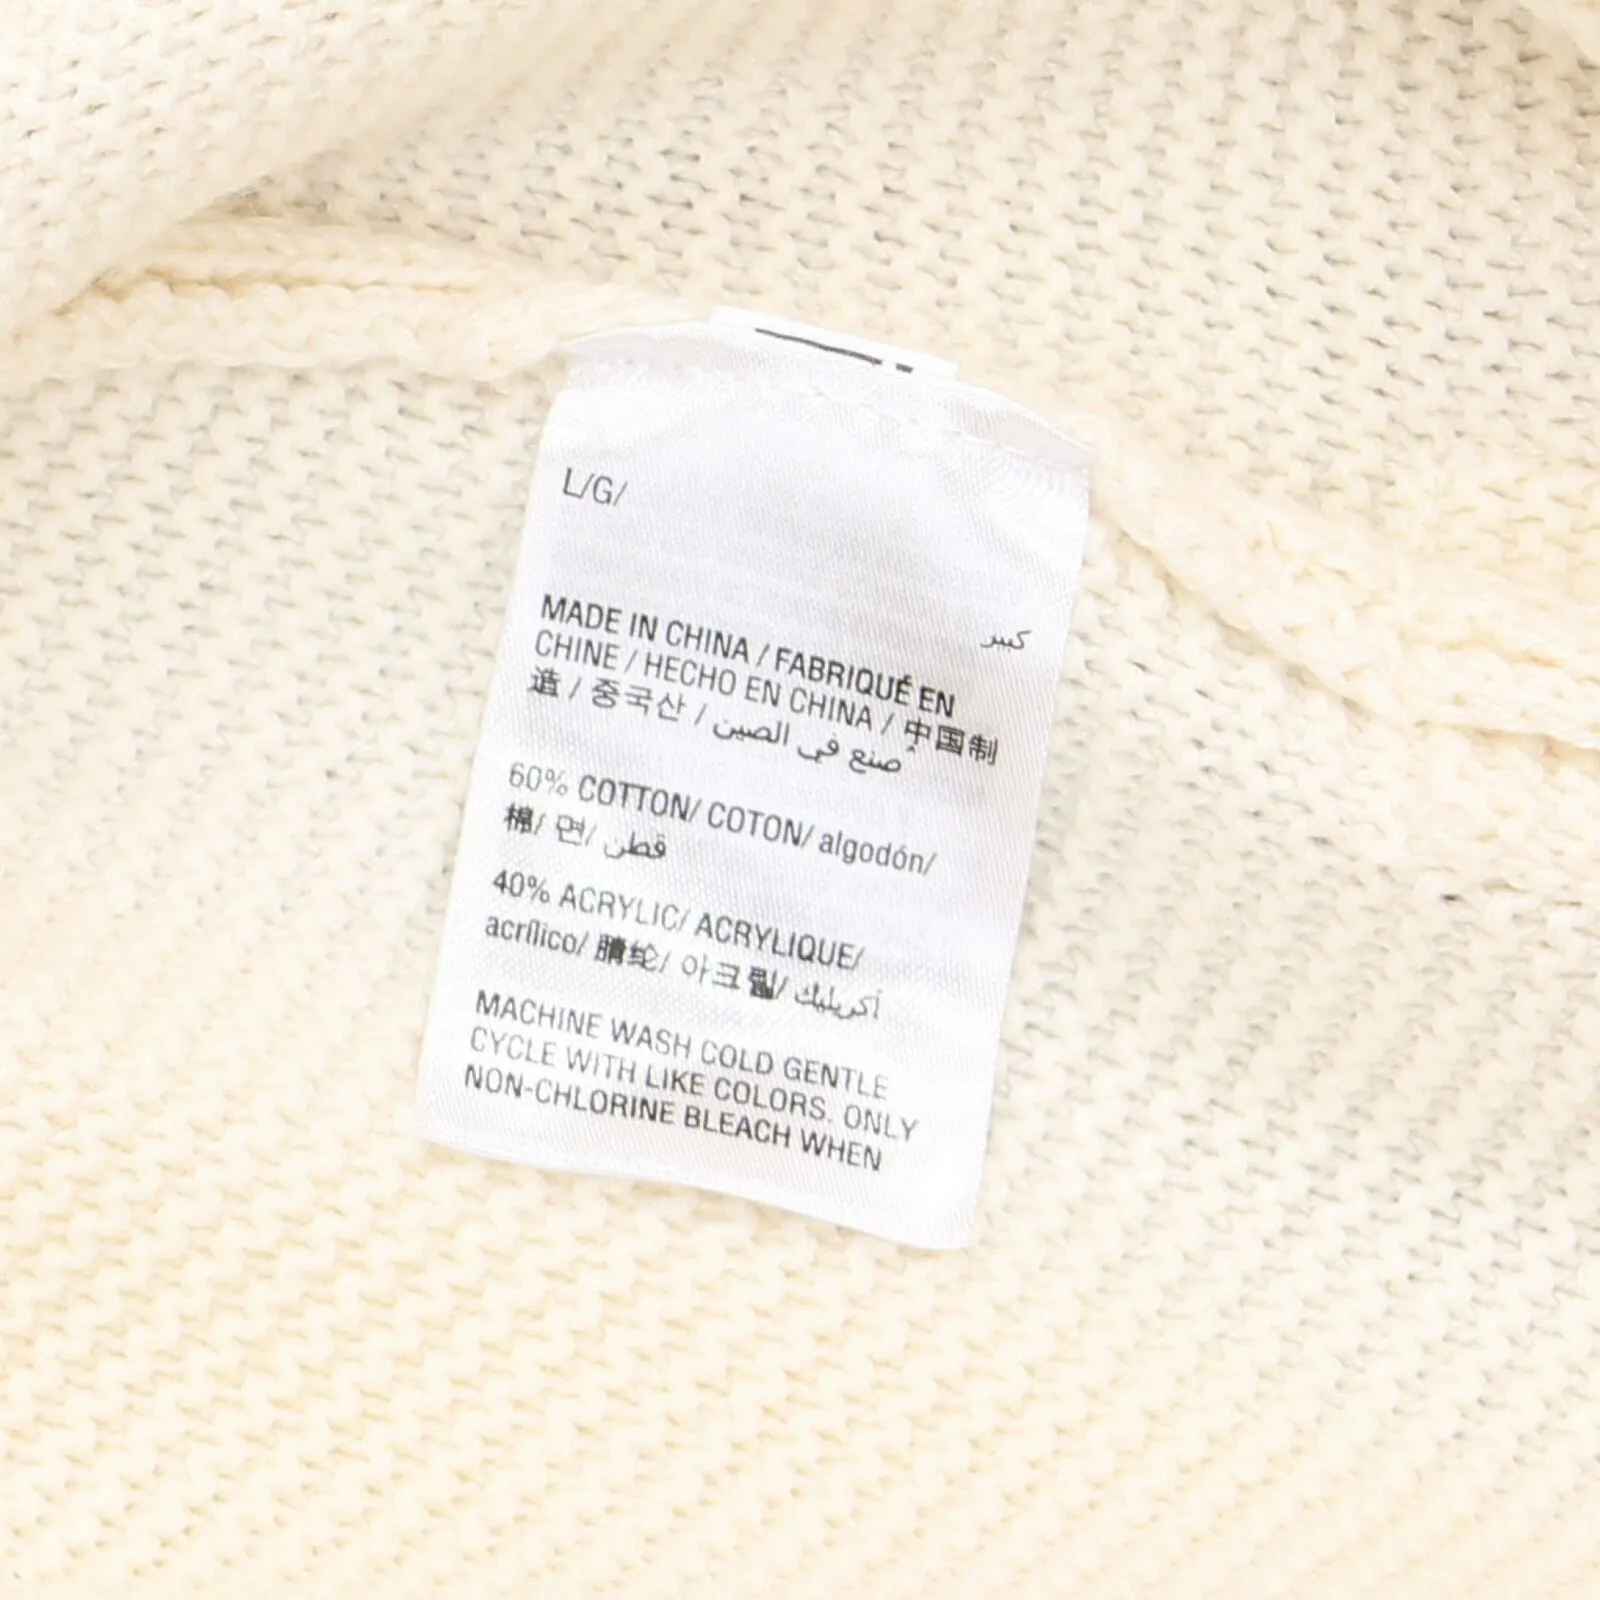 L/G/
كبير
MADE IN CHINA / FABRIQUÉ EN
CHINE / HECHO EN CHINA / 中国制
造 / 중국산 / صنع في الصين
60% COTTON/ COTON/ algodón/
棉/ 면/ قطن
40% ACRYLIC/ ACRYLIQUE/
acrílico/ 腈纶/ 아크릴/ أكريليك
MACHINE WASH COLD GENTLE
CYCLE WITH LIKE COLORS. ONLY
NON-CHLORINE BLEACH WHEN